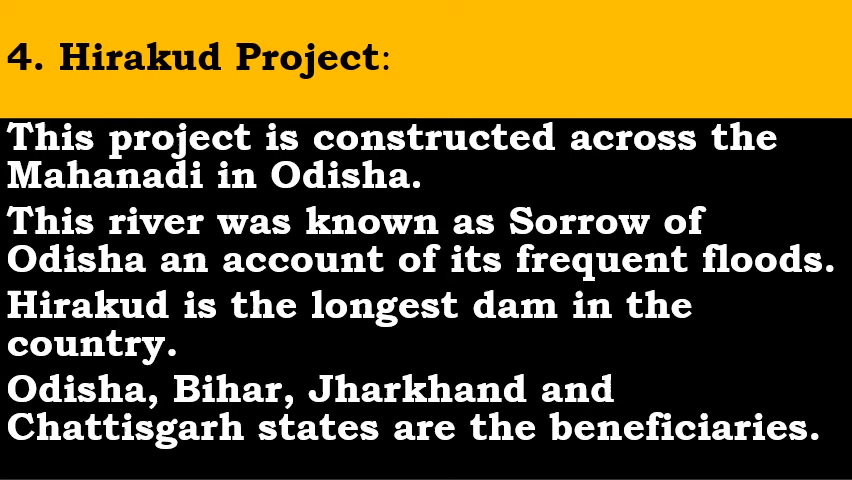 4. Hirakud Project:
This project is constructed across the
Mahanadi in Odisha.
This river was known as Sorrow of
Odisha an account of its frequent floods.
Hirakud is the longest dam in the
country.
Odisha, Bihar, Jharkhand and
Chattisgarh states are the beneficiaries.